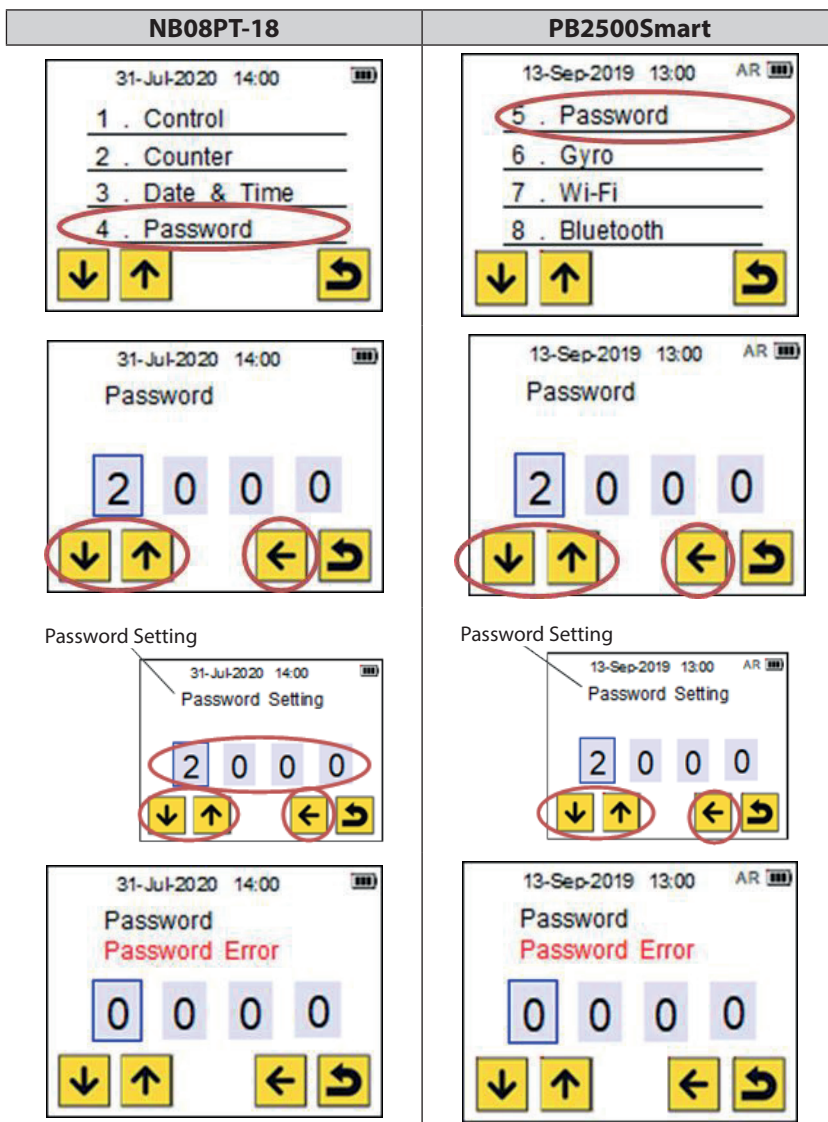 NB08PT-18
PB2500Smart
31-Jul-2020 14:00
1 . Control
2 . Counter
3 . Date & Time
4 . Password
13-Sep-2019 13:00 AR
5 . Password
6 . Gyro
7 . Wi-Fi
8 . Bluetooth
31-Jul-2020 14:00
Password
2 0 0 0
13-Sep-2019 13:00 AR
Password
2 0 0 0
Password Setting
31-Jul-2020 14:00
Password Setting
2 0 0 0
Password Setting
13-Sep-2019 13:00 AR
Password Setting
2 0 0 0
31-Jul-2020 14:00
Password
Password Error
0 0 0 0
13-Sep-2019 13:00 AR
Password
Password Error
0 0 0 0